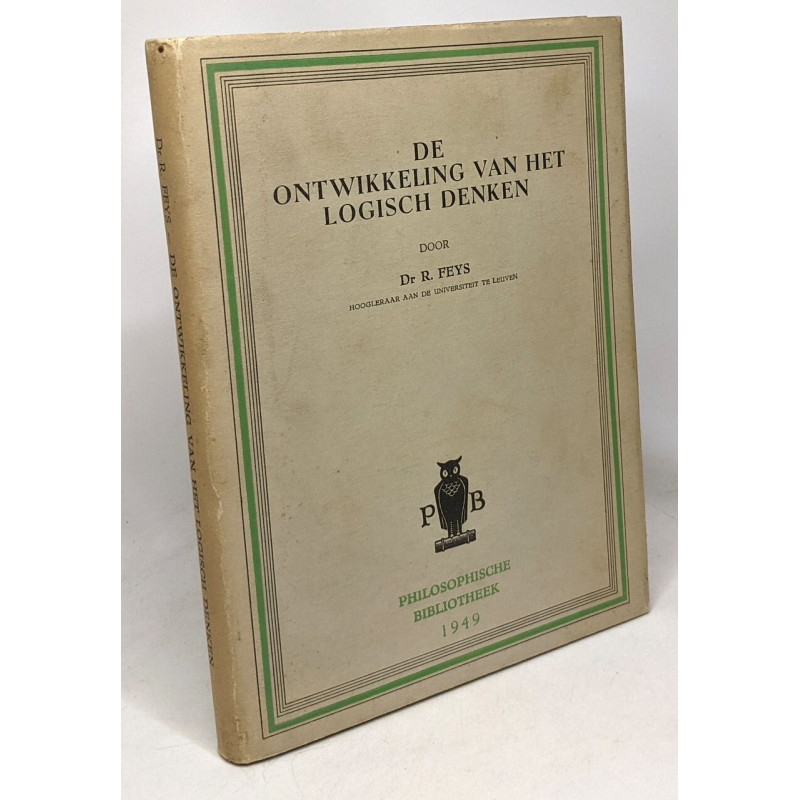 DE
ONTWIKKELING VAN HET
LOGISCH DENKEN
DOOR
Dr R. FEYS
HOOGLERAAR AAN DE UNIVERSITEIT TE LEUVEN
P B
PHILOSOPHISCHE
BIBLIOTHEEK
1949
Dr R. FEYS DE ONTWIKKELING VAN HET LOGISCH DENKEN